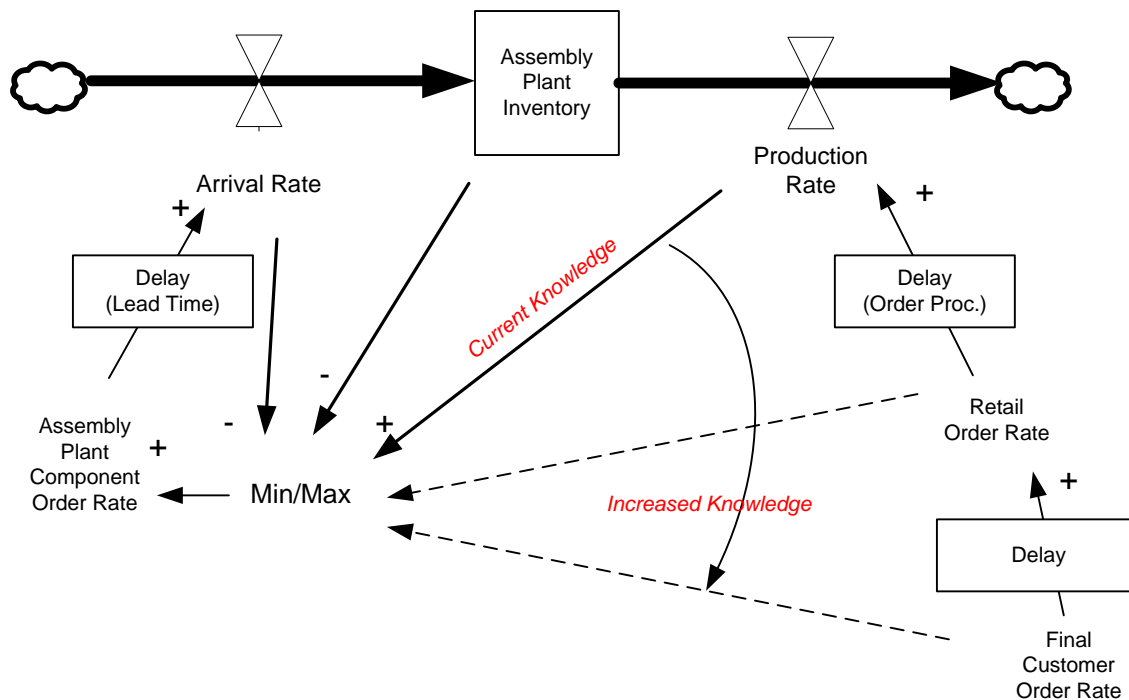 Assembly
Plant
Inventory
Production
Rate
Arrival Rate
+
+
Delay
(Lead Time)
Current Knowledge
Delay
(Order Proc.)
-
-
+
Retail
Order Rate
Assembly
Plant
Component
Order Rate
+
Min/Max
Increased Knowledge
+
Delay
Final
Customer
Order Rate